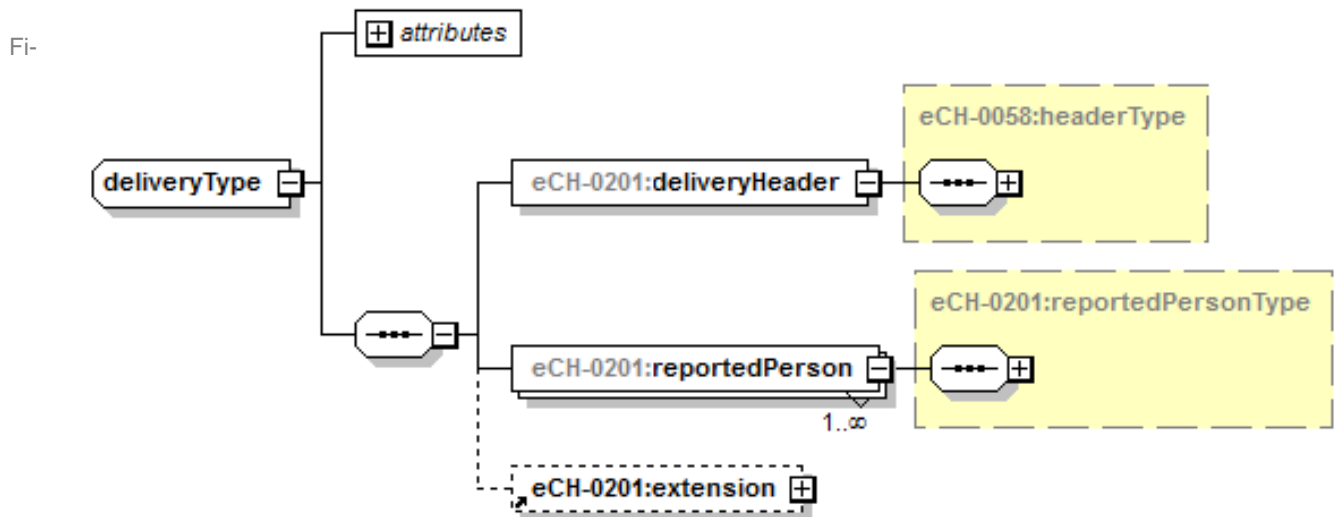 attributes
Fi-
eCH-0058:headerType
deliveryType
eCH-0201:deliveryHeader
eCH-0201:reportedPersonType
eCH-0201:reportedPerson
1..∞
eCH-0201:extension